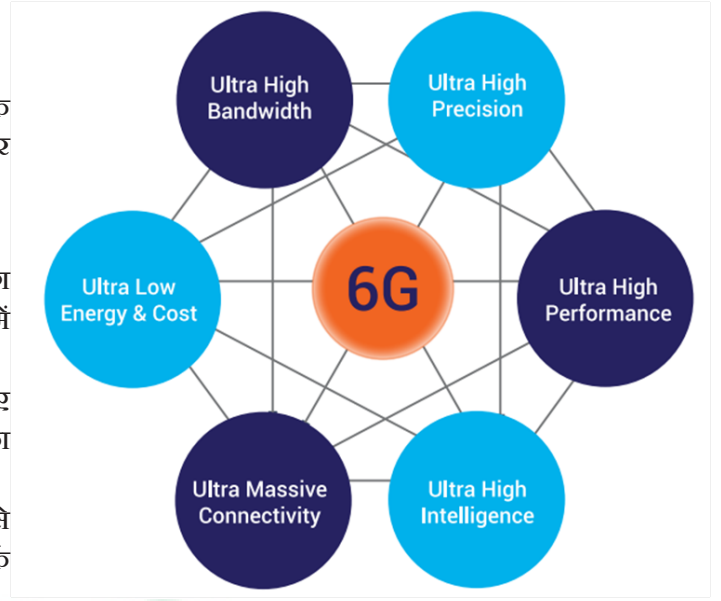 Ultra High
Bandwidth
Ultra High
Precision
Ultra Low
Energy & Cost
6G
Ultra High
Performance
Ultra Massive
Connectivity
Ultra High
Intelligence